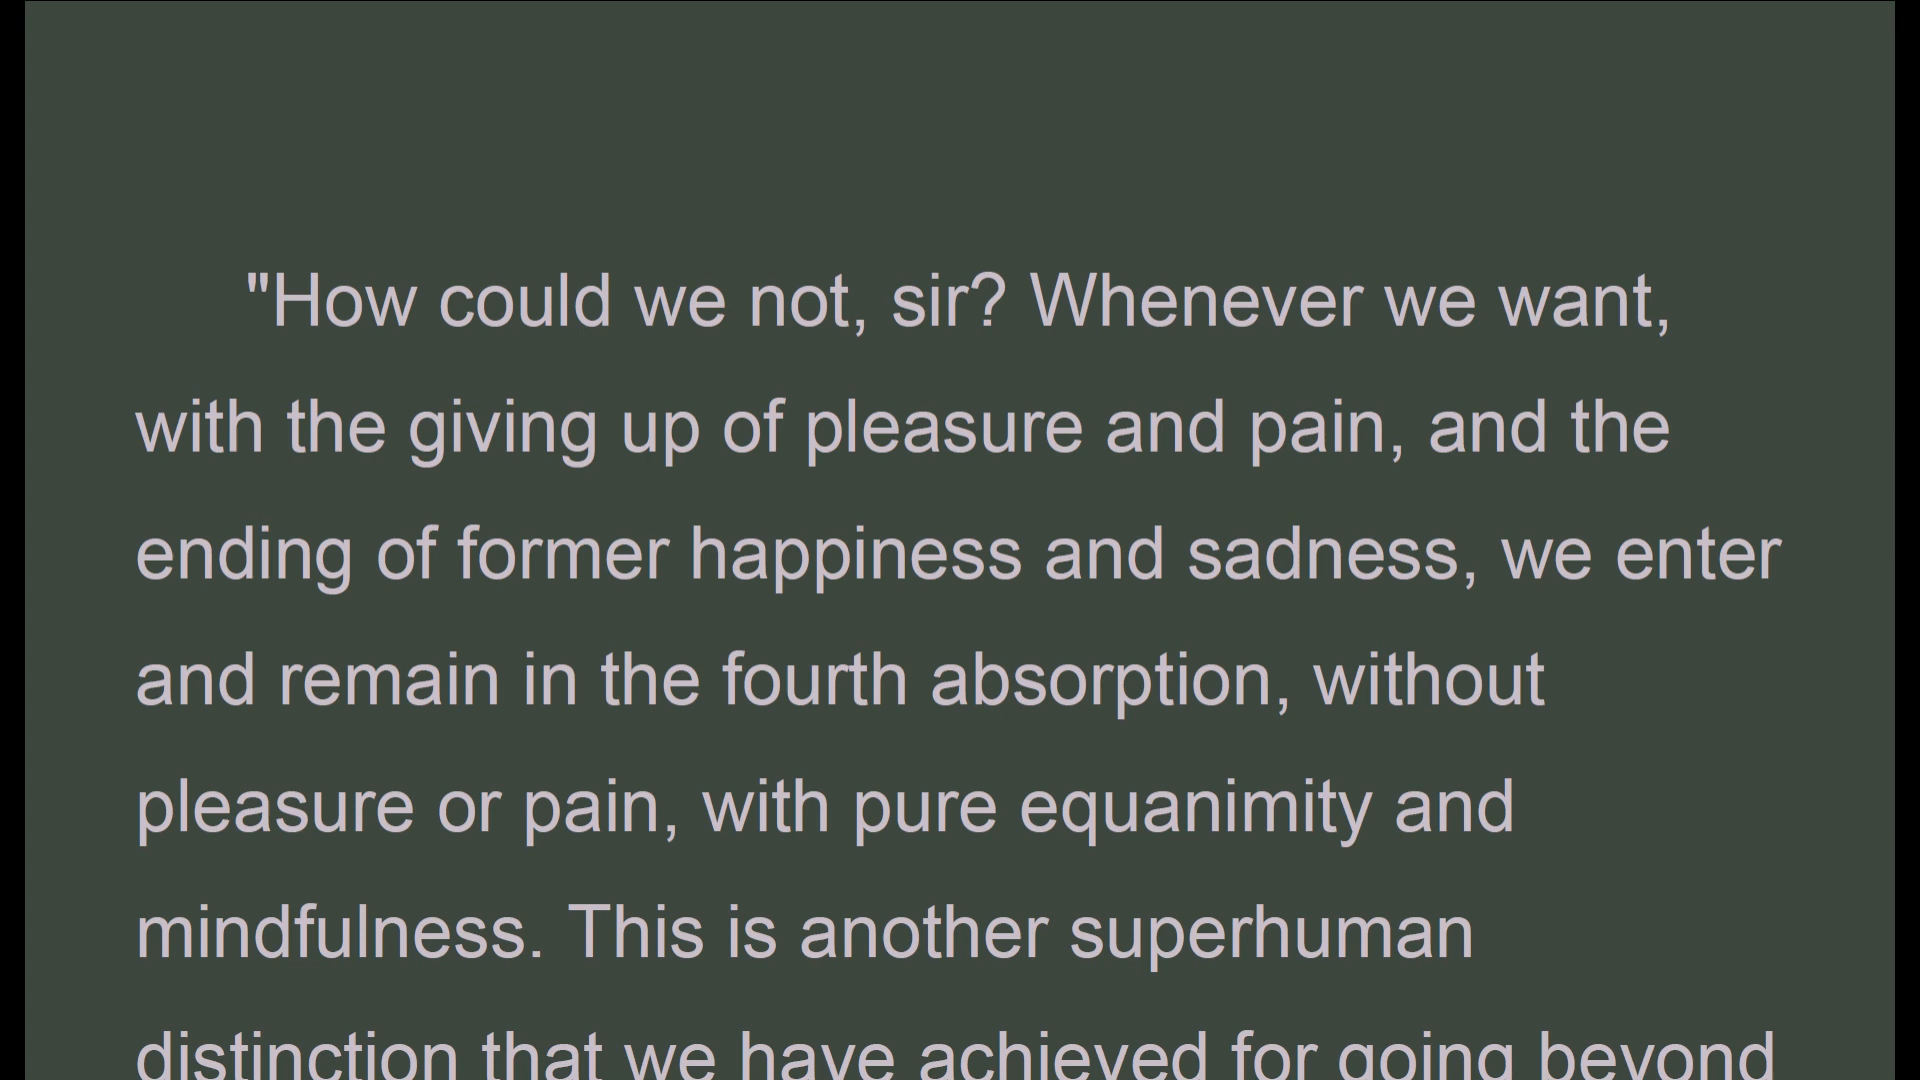 "How could we not, sir? Whenever we want,
with the giving up of pleasure and pain, and the
ending of former happiness and sadness, we enter
and remain in the fourth absorption, without
pleasure or pain, with pure equanimity and
mindfulness. This is another superhuman
distinction that we have achieved for going beyond